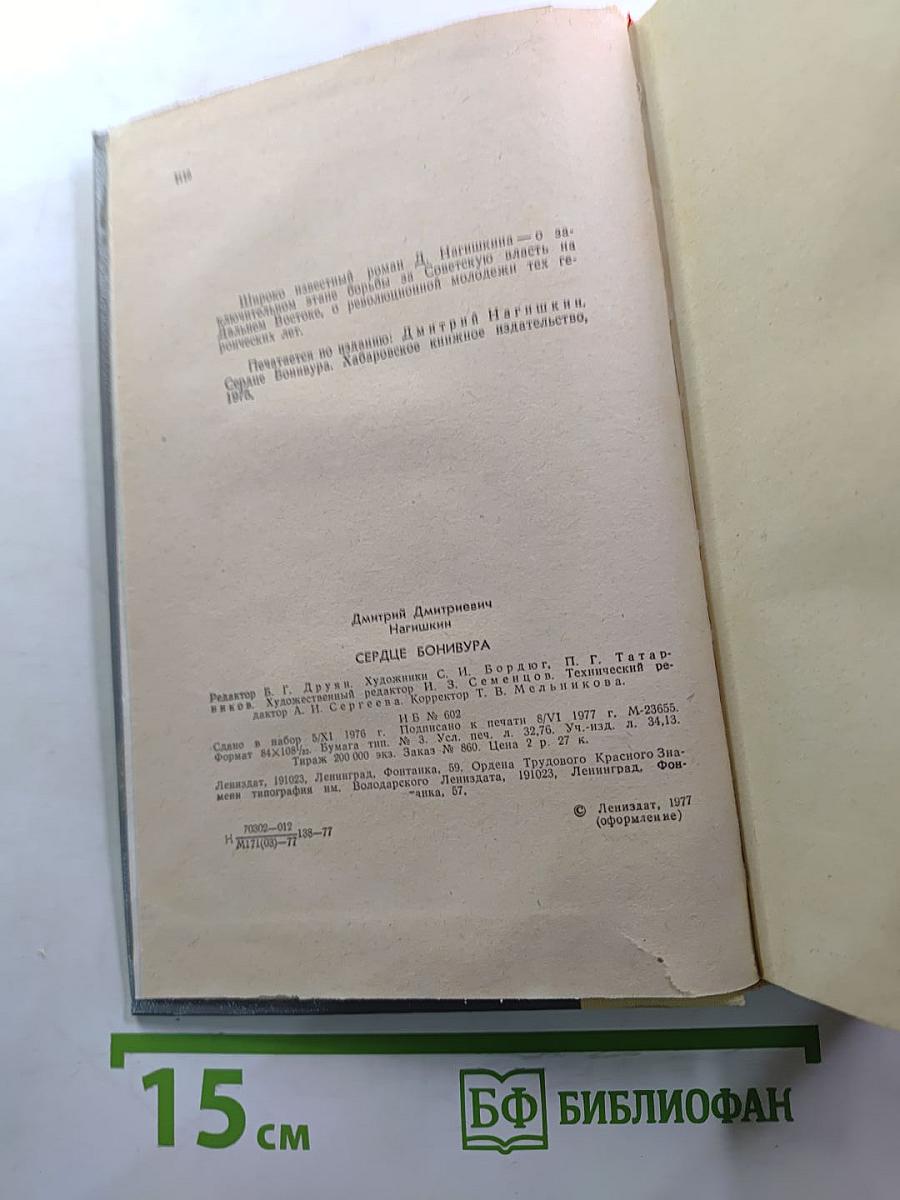 Широко известный роман Д. Нагишкина — о за-
ключительном этапе борьбы за Советскую власть на
Дальнем Востоке, о революционной молодежи тех ге-
роических лет.
Печатается по изданию: Дмитрий Нагишкин.
Сердце Бонивура. Хабаровское книжное издательство,
Дмитрий Дмитриевич
Нагишкин
СЕРДЦЕ БОНИВУРА
Редактор Б. Г. Друян. Художники С. И. Бордюг, П. Г. Татар-
ников. Художественный редактор И. З. Семенцов. Технический ре-
дактор А. И. Сергеева. Корректор Т. В. Мельникова.
ИБ № 602
Сдано в набор 5/XI 1976 г. Подписано к печати 8/VI 1977 г. М-23655.
Формат 84×108¹/₃₂. Бумага тип. № 3. Усл. печ. л. 32,76. Уч.-изд. л. 34,13.
Тираж 200 000 экз. Заказ № 860. Цена 2 р. 27 к.
Лениздат, 191023, Ленинград, Фонтанка, 59. Ордена Трудового Красного Зна-
мени типография им. Володарского Лениздата, 191023, Ленинград, Фон-
танка, 57.
Н 70302—012
М171(03)—77 138—77
© Лениздат, 1977
(оформление)
15 см
БФ БИБЛИОФАН